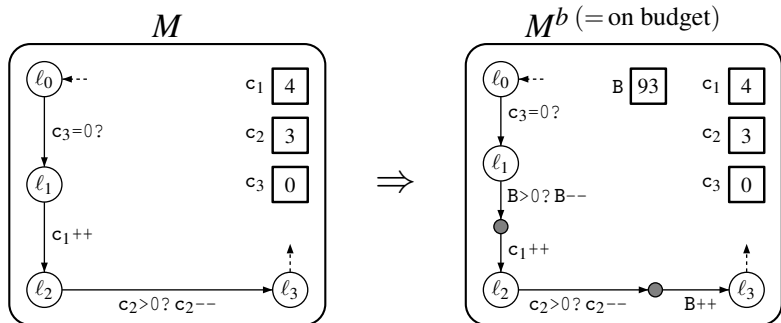 M
ℓ0
c1 4
c3=0?
c2 3
c3 0
ℓ1
c1++
ℓ2
c2>0? c2--
ℓ3
⇒
M^b (= on budget)
ℓ0
B 93
c1 4
c3=0?
c2 3
ℓ1
c3 0
B>0? B--
c1++
ℓ2
c2>0? c2--
B++
ℓ3